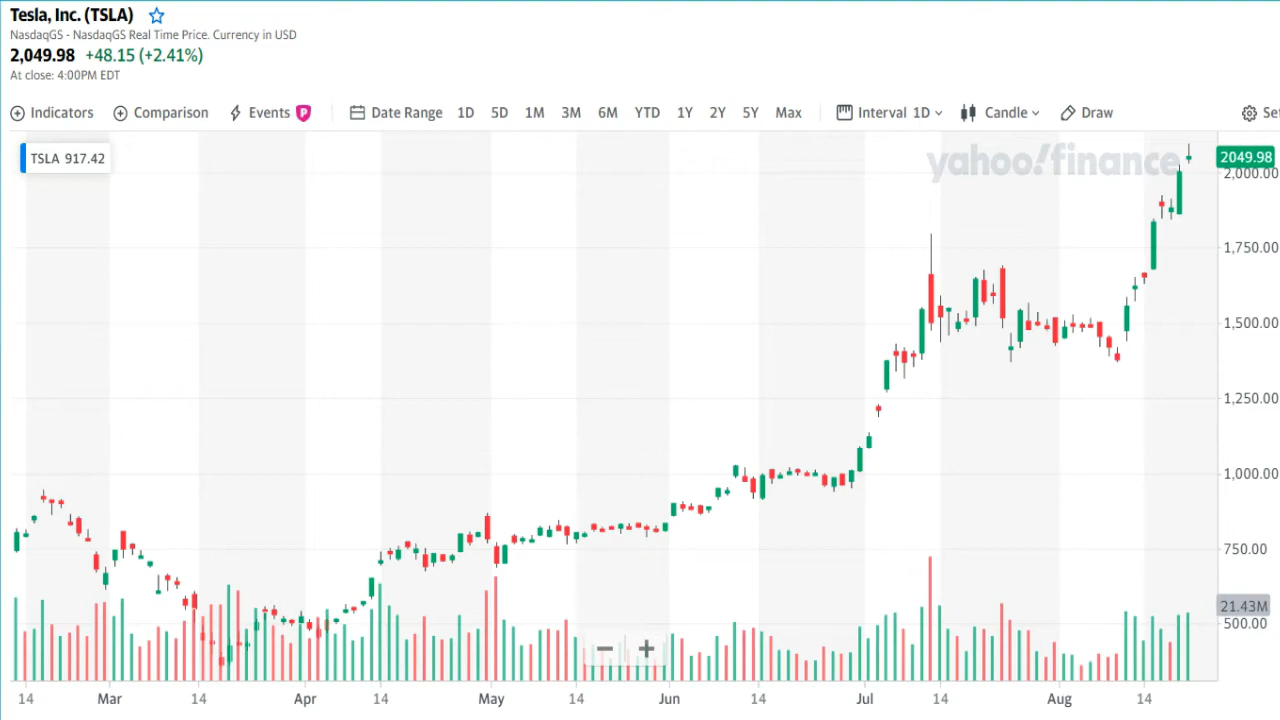 Tesla, Inc. (TSLA)
NasdaqGS - NasdaqGS Real Time Price. Currency in USD
2,049.98 +48.15 (+2.41%)
At close: 4:00PM EDT
Indicators Comparison Events P Date Range 1D 5D 1M 3M 6M YTD 1Y 2Y 5Y Max Interval 1D Candle Draw Set
TSLA 917.42
yahoo!finance
2049.98
2,000.00
1,750.00
1,500.00
1,250.00
1,000.00
750.00
21.43M
500.00
14 Mar 14 Apr 14 May 14 Jun 14 Jul 14 Aug 14